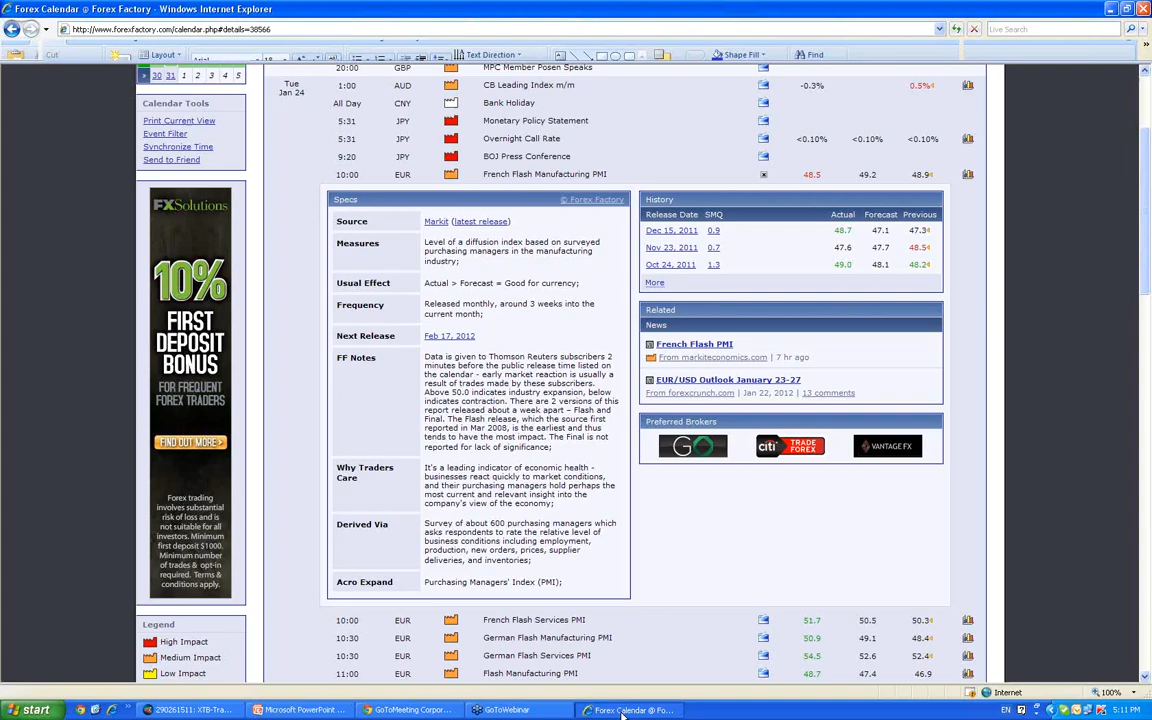 Forex Calendar @ Forex Factory - Windows Internet Explorer
http://www.forexfactory.com/calendar.php#details=38566
Live Search
Cut
Layout
18
Text Direction
Shape Fill
Find
30 31 1 2 3 4 5
Calendar Tools
Print Current View
Event Filter
Synchronize Time
Send to Friend
20:00 GBP MPC Member Posen Speaks
Tue
Jan 24
1:00 AUD CB Leading Index m/m -0.3% 0.5%
All Day CNY Bank Holiday
5:31 JPY Monetary Policy Statement
5:31 JPY Overnight Call Rate <0.10% <0.10% <0.10%
9:20 JPY BOJ Press Conference
10:00 EUR French Flash Manufacturing PMI 48.5 49.2 48.9
Specs © Forex Factory
Source Markit (latest release)
Measures Level of a diffusion index based on surveyed
purchasing managers in the manufacturing
industry;
Usual Effect Actual > Forecast = Good for currency;
Frequency Released monthly, around 3 weeks into the
current month;
Next Release Feb 17, 2012
FF Notes Data is given to Thomson Reuters subscribers 2
minutes before the public release time listed on
the calendar - early market reaction is usually a
result of trades made by these subscribers.
Above 50.0 indicates industry expansion, below
indicates contraction. There are 2 versions of this
report released about a week apart – Flash and
Final. The Flash release, which the source first
reported in Mar 2008, is the earliest and thus
tends to have the most impact. The Final is not
reported for lack of significance;
Why Traders
Care
It's a leading indicator of economic health -
businesses react quickly to market conditions,
and their purchasing managers hold perhaps the
most current and relevant insight into the
company's view of the economy;
Derived Via Survey of about 600 purchasing managers which
asks respondents to rate the relative level of
business conditions including employment,
production, new orders, prices, supplier
deliveries, and inventories;
Acro Expand Purchasing Managers' Index (PMI);
History
Release Date SMQ Actual Forecast Previous
Dec 15, 2011 0.9 48.7 47.1 47.3
Nov 23, 2011 0.7 47.6 47.7 48.5
Oct 24, 2011 1.3 49.0 48.1 48.2
More
Related
News
French Flash PMI
From markiteconomics.com | 7 hr ago
EUR/USD Outlook January 23-27
From forexcrunch.com | Jan 22, 2012 | 13 comments
Preferred Brokers
GO
citi TRADE FOREX
VANTAGE FX
10:00 EUR French Flash Services PMI 51.7 50.5 50.3
10:30 EUR German Flash Manufacturing PMI 50.9 49.1 48.4
10:30 EUR German Flash Services PMI 54.5 52.6 52.4
11:00 EUR Flash Manufacturing PMI 48.7 47.4 46.9
FXSolutions
10%
FIRST
DEPOSIT
BONUS
FOR FREQUENT
FOREX TRADERS
FIND OUT MORE >
Forex trading
involves substantial
risk of loss and is
not suitable for all
investors. Minimum
first deposit $1000.
Minimum number
of trades & opt-in
required. Terms &
conditions apply.
Legend
High Impact
Medium Impact
Low Impact
Internet
100%
start
290261511: XTB-Tra...
Microsoft PowerPoint ...
GoToMeeting Corpor...
GoToWebinar
Forex Calendar @ Fo...
EN
5:11 PM